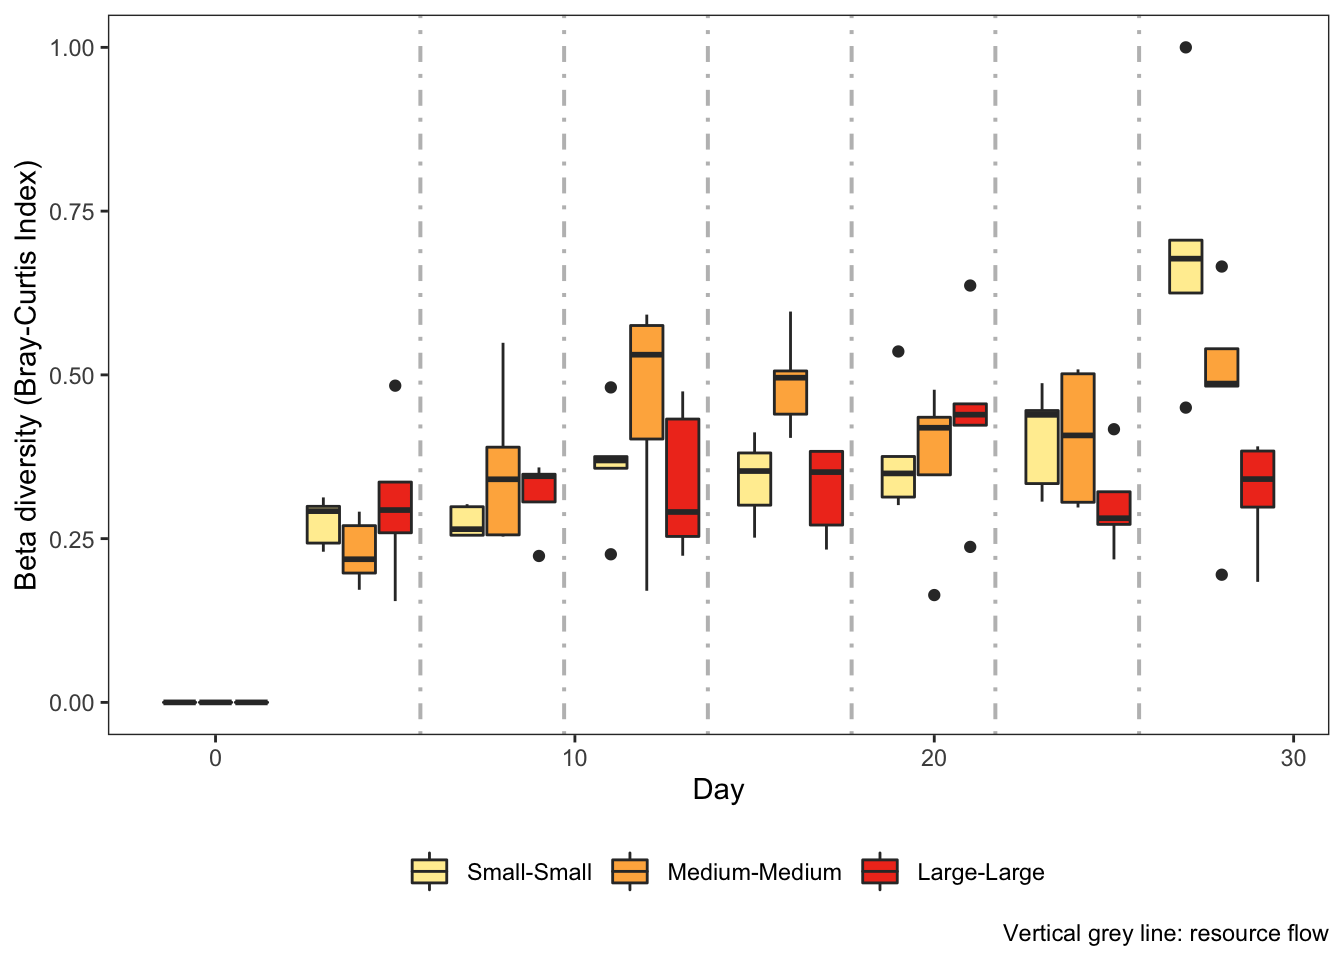 Beta diversity (Bray-Curtis Index)
1.00
0.75
0.50
0.25
0.00
0 10 20 30
Day
Small-Small Medium-Medium Large-Large
Vertical grey line: resource flow